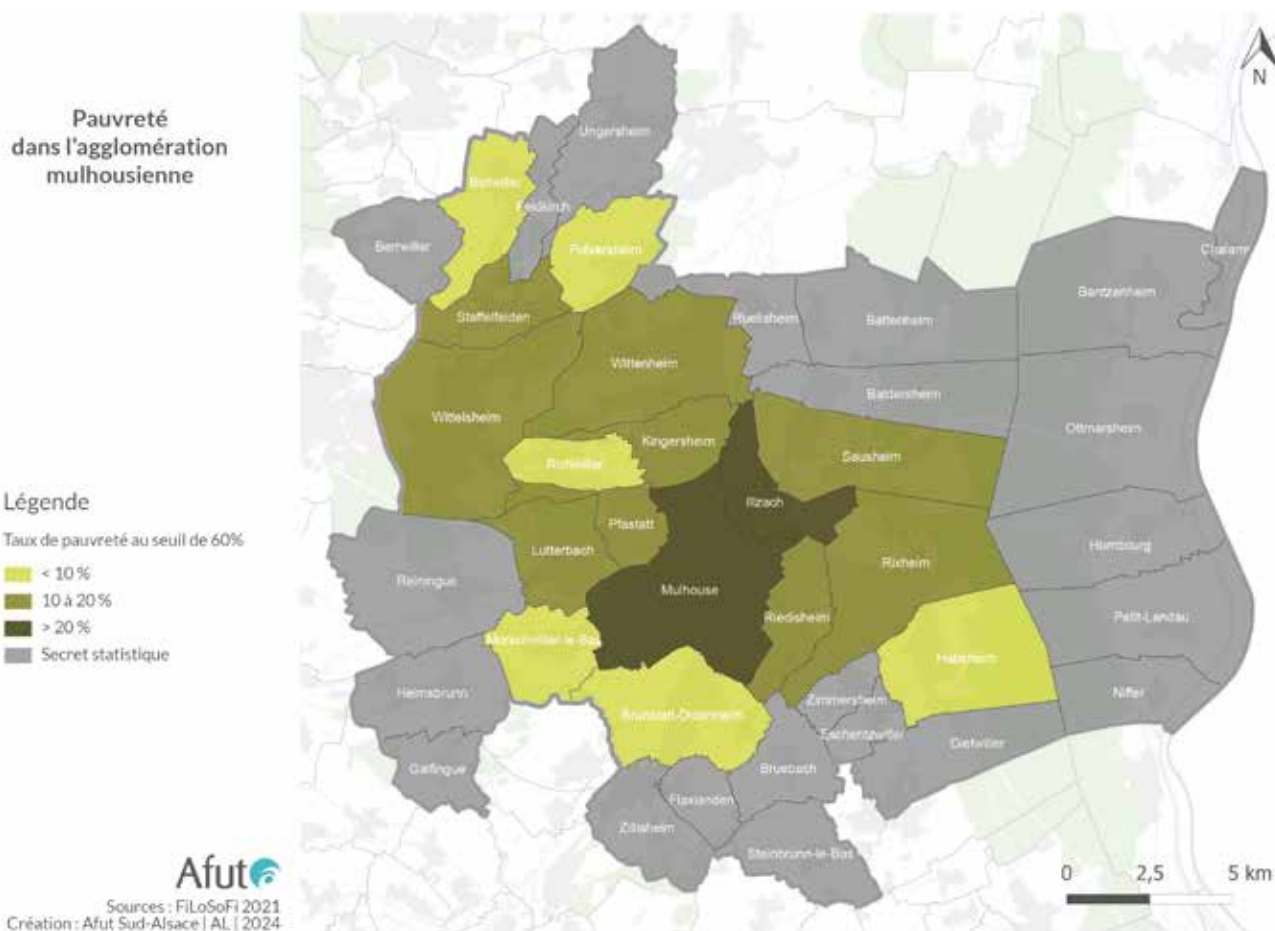 Pauvreté
dans l'agglomération
mulhousienne
N
Ungersheim
Bollwiller
Feldkirch
Berrwiller
Pulversheim
Chalampé
Bantzenheim
Staffelfelden
Ruelisheim
Battenheim
Wittenheim
Baldersheim
Wittelsheim
Ottmarsheim
Kingersheim
Sausheim
Richwiller
Illzach
Pfastatt
Lutterbach
Hombourg
Rixheim
Reiningue
Mulhouse
Riedisheim
Petit-Landau
Morschwiller-le-Bas
Habsheim
Heimsbrunn
Niffer
Zimmersheim
Brunstatt-Didenheim
Eschentzwiller
Dietwiller
Galfingue
Bruebach
Flaxlanden
Zillisheim
Steinbrunn-le-Bas
Légende
Taux de pauvreté au seuil de 60%
< 10 %
10 à 20 %
> 20 %
Secret statistique
Afut
Sources : FiLoSoFi 2021
Création : Afut Sud-Alsace | AL | 2024
0 2,5 5 km